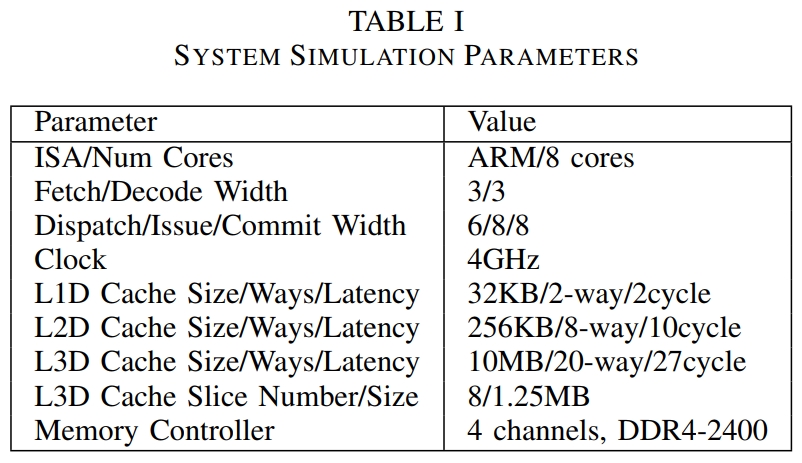 TABLE I
SYSTEM SIMULATION PARAMETERS
Parameter Value
ISA/Num Cores ARM/8 cores
Fetch/Decode Width 3/3
Dispatch/Issue/Commit Width 6/8/8
Clock 4GHz
L1D Cache Size/Ways/Latency 32KB/2-way/2cycle
L2D Cache Size/Ways/Latency 256KB/8-way/10cycle
L3D Cache Size/Ways/Latency 10MB/20-way/27cycle
L3D Cache Slice Number/Size 8/1.25MB
Memory Controller 4 channels, DDR4-2400